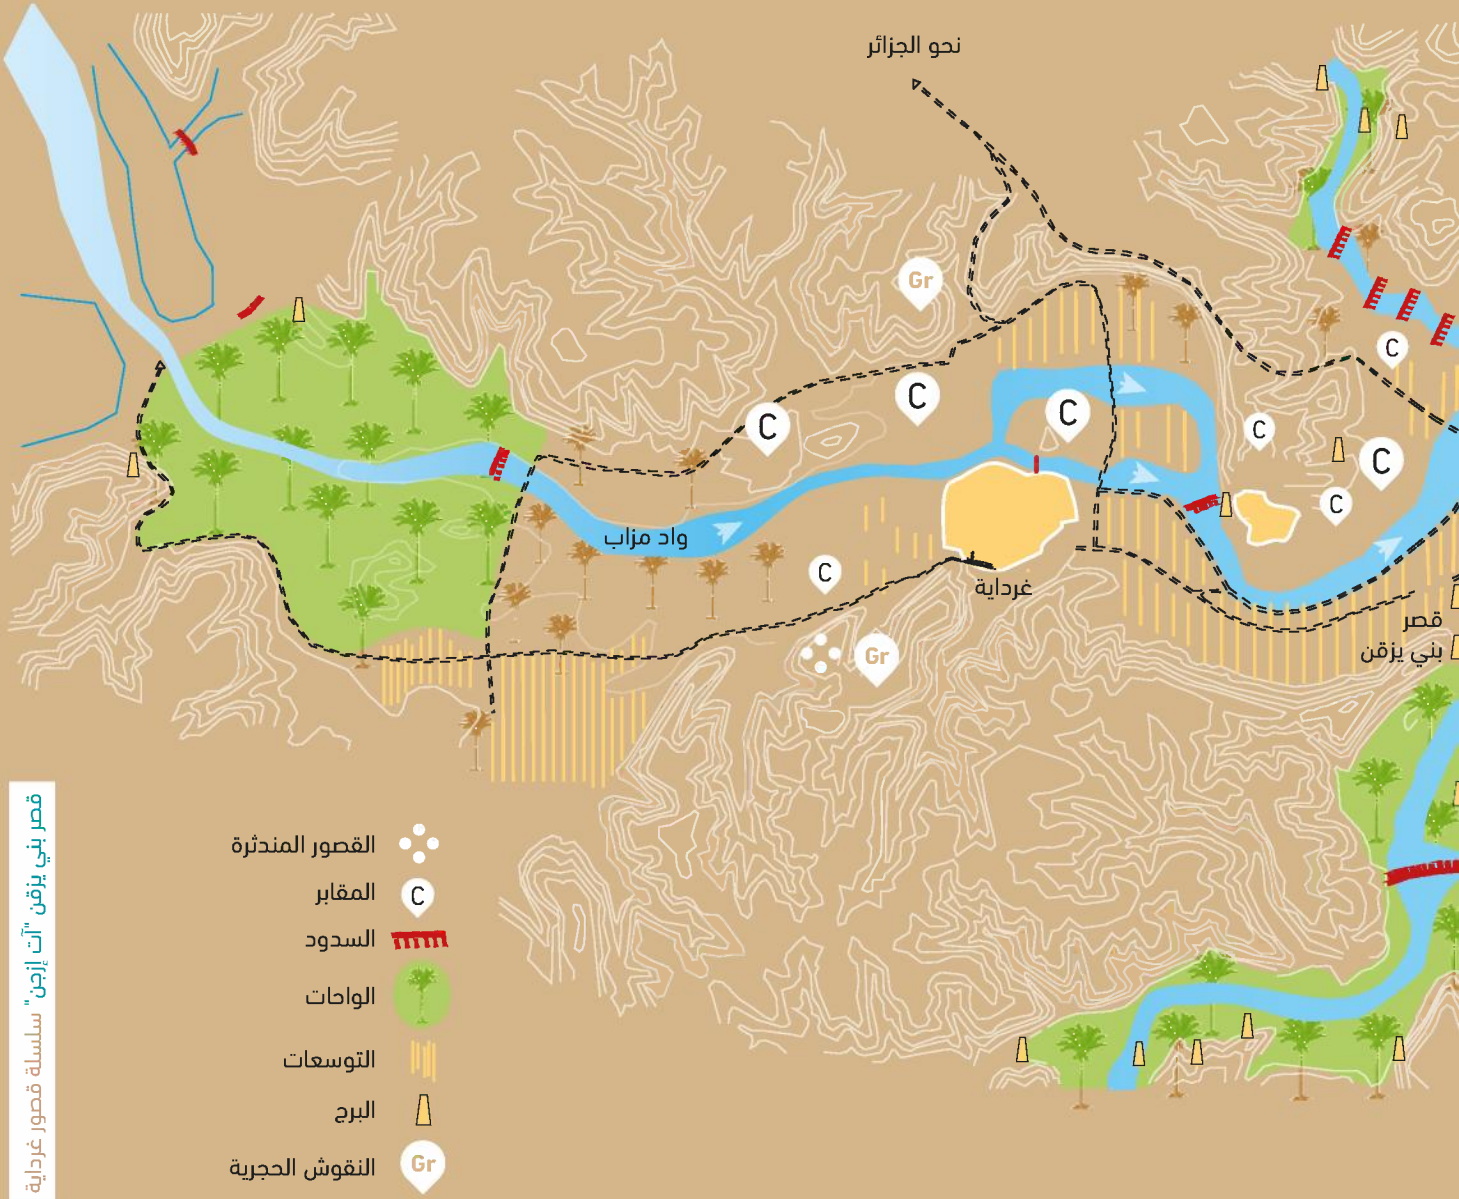 نحو الجزائر
Gr
C
C
C
C
C
C
C
واد مزاب
C
غرداية
قصر
بني يزقن
Gr
القصور المندثرة
C
المقابر
السدود
الواحات
التوسعات
البرج
Gr
النقوش الحجرية
قصر بني يزقن "آت إزجن" سلسلة قصور غرداية